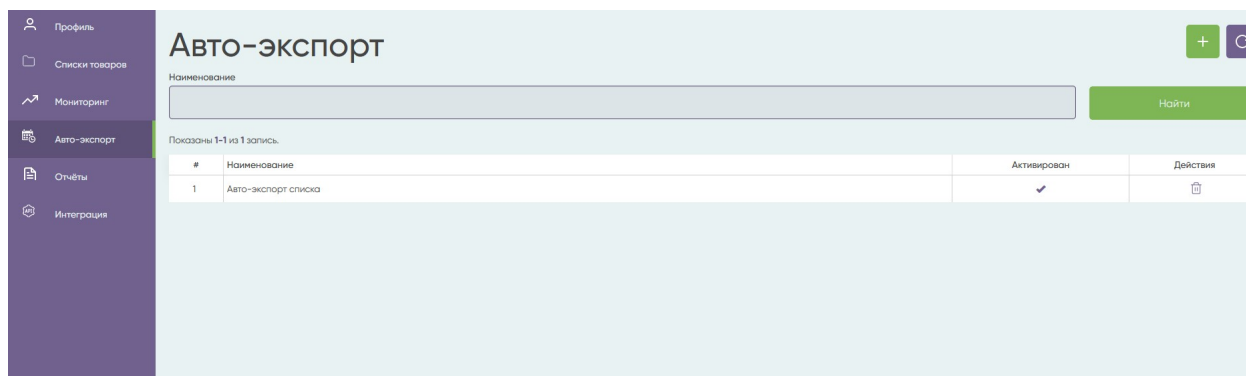 Профиль
Списки товаров
Мониторинг
Авто-экспорт
Отчёты
API
Интеграция
Авто-экспорт
+
Наименование
Найти
Показаны 1-1 из 1 запись.
# Наименование Активирован Действия
1 Авто-экспорт списка